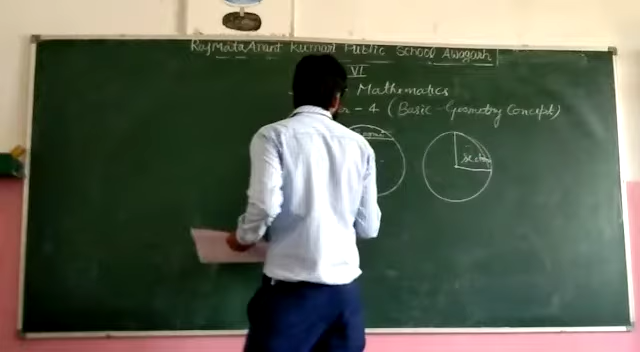 RajMata Anant Kumari Public School Awagarh
VI
Mathematics
- 4 (Basic-Geometry Concept)
Sector